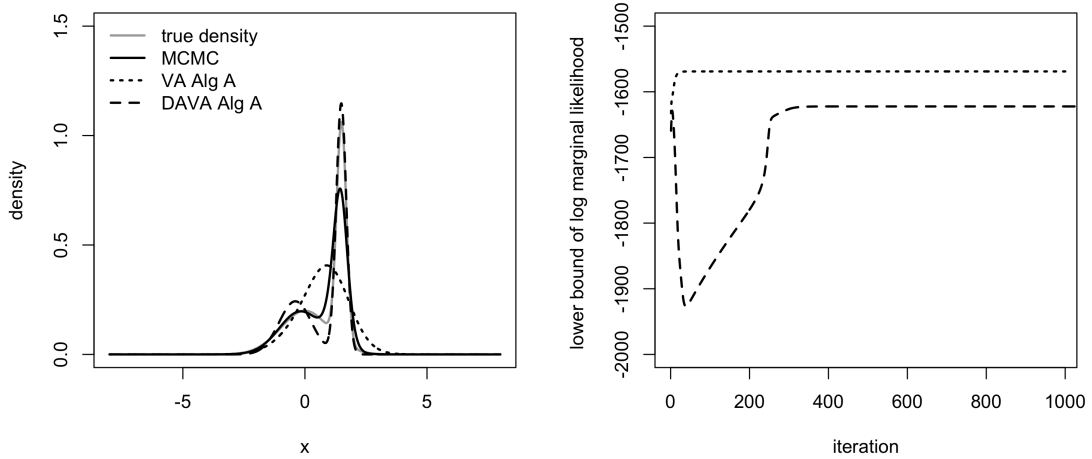 1.5
1.0
0.5
0.0
density
true density
MCMC
VA Alg A
DAVA Alg A
-5
0
5
x
-1500
-1600
-1700
-1800
-1900
-2000
lower bound of log marginal likelihood
0
200
400
600
800
1000
iteration